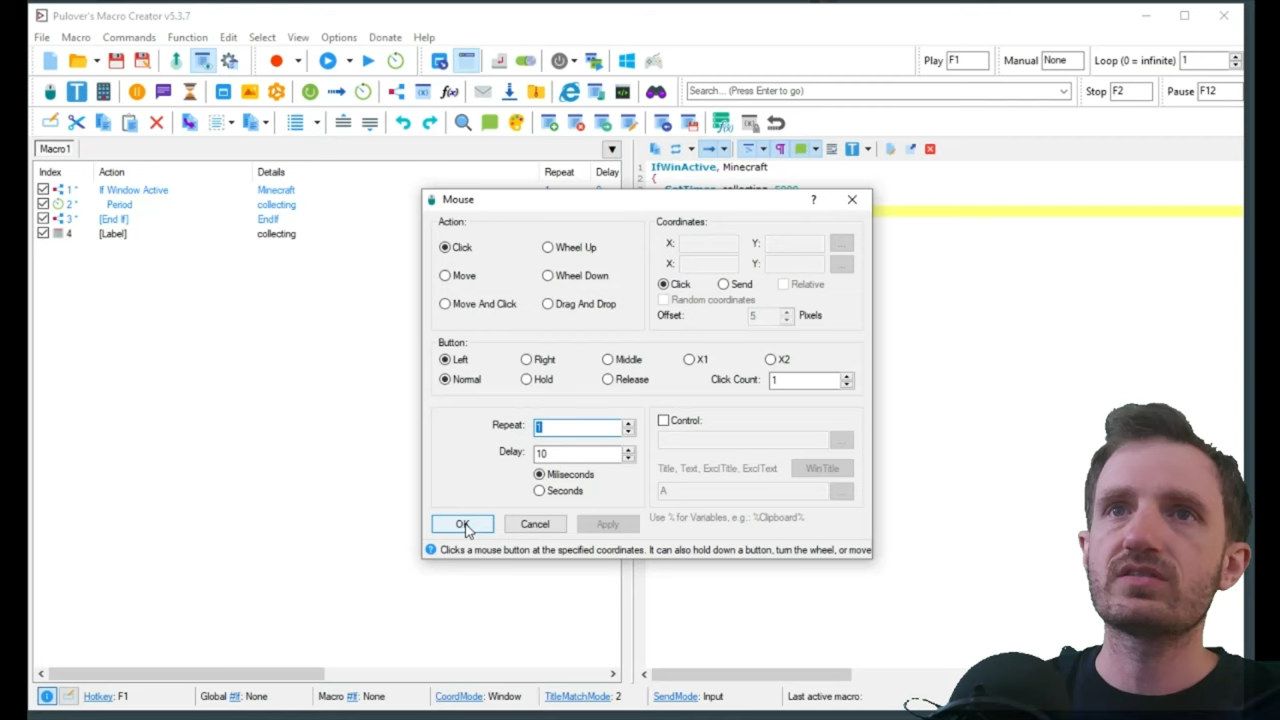 Pulover's Macro Creator v5.3.7
File Macro Commands Function Edit Select View Options Donate Help
Play F1 Manual None Loop (0 = infinite) 1
Search... (Press Enter to go) Stop F2 Pause F12
Macro1
Index Action Details Repeat Delay
1 * If Window Active Minecraft
2 * Period collecting
3 * [End If] EndIf
4 [Label] collecting
1 IfWinActive, Minecraft
2 {
Mouse
Action:
Click Wheel Up
Move Wheel Down
Move And Click Drag And Drop
Coordinates:
X: Y: ...
X: Y: ...
Click Send Relative
Random coordinates
Offset: 5 Pixels
Button:
Left Right Middle X1 X2
Normal Hold Release Click Count: 1
Repeat: 1
Delay: 10
Miliseconds
Seconds
Control:
...
Title, Text, ExclTitle, ExclText WinTitle
A ...
OK Cancel Apply
Use % for Variables, e.g.: %Clipboard%
Clicks a mouse button at the specified coordinates. It can also hold down a button, turn the wheel, or move
Hotkey: F1 Global #If: None Macro #If: None CoordMode: Window TitleMatchMode: 2 SendMode: Input Last active macro: